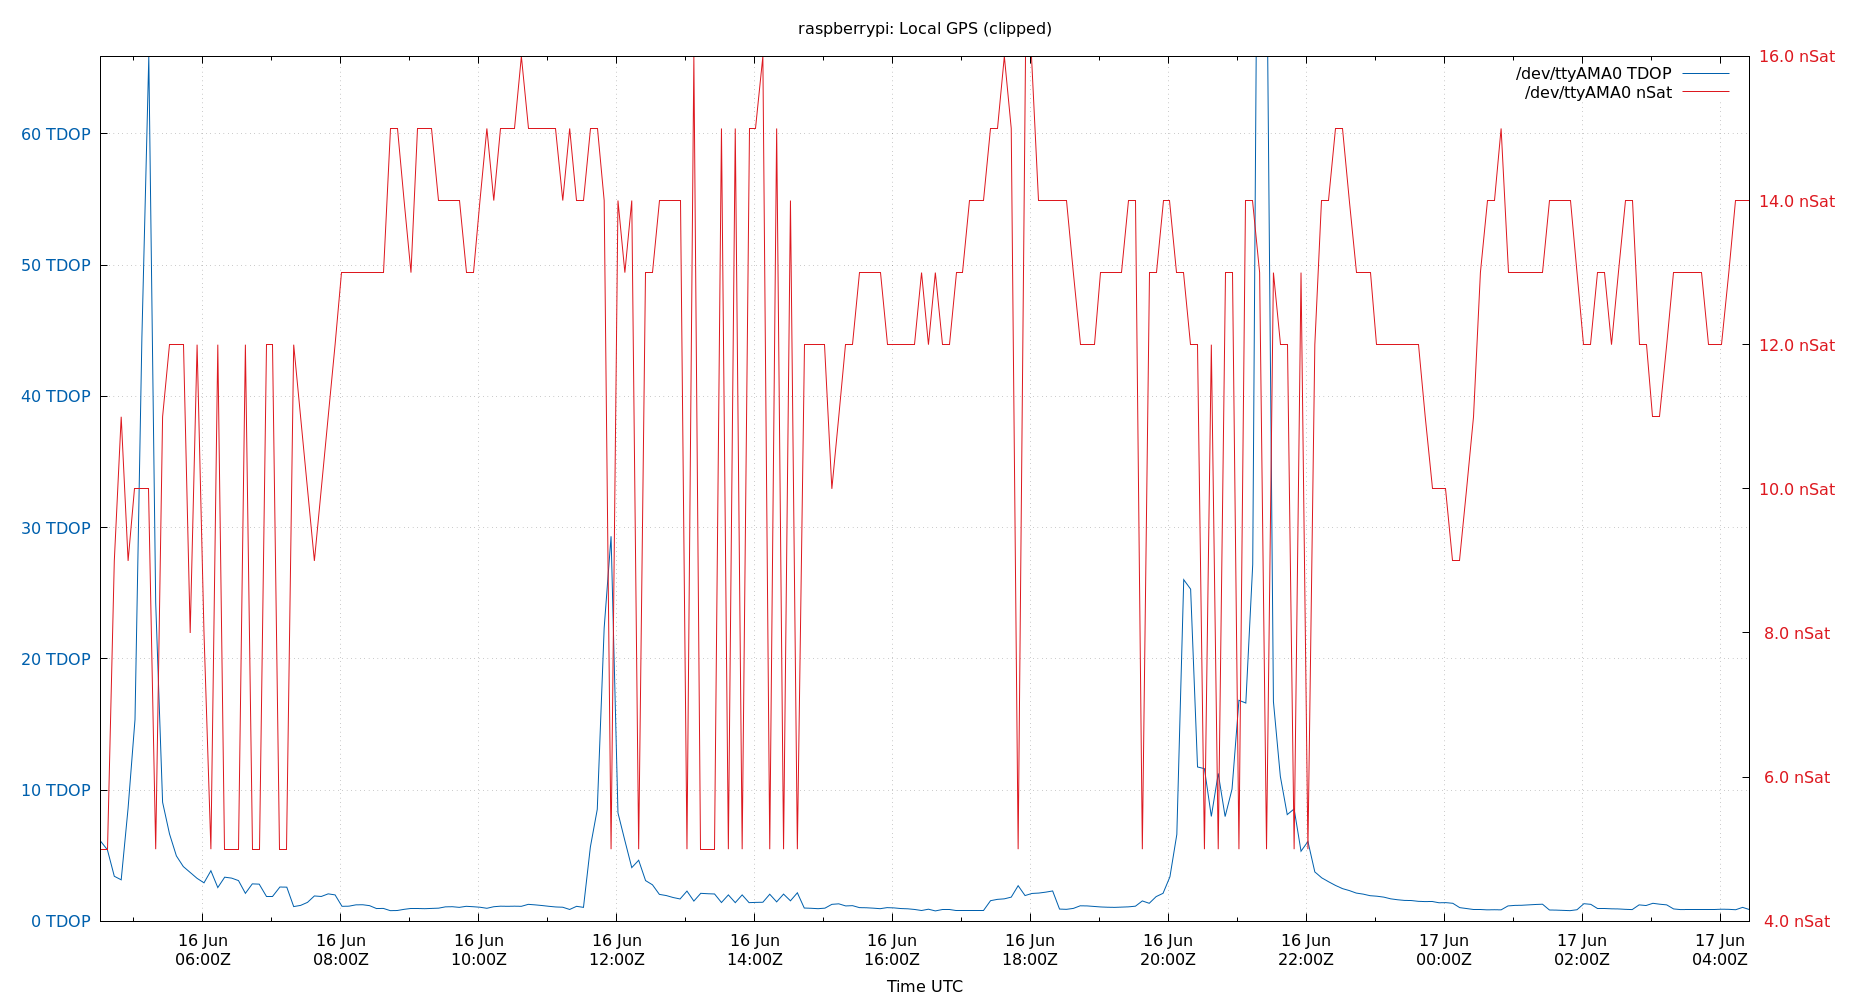 raspberrypi: Local GPS (clipped)
16.0 nSat
/dev/ttyAMA0 TDOP
/dev/ttyAMA0 nSat
60 TDOP
14.0 nSat
50 TDOP
12.0 nSat
40 TDOP
10.0 nSat
30 TDOP
8.0 nSat
20 TDOP
6.0 nSat
10 TDOP
0 TDOP
4.0 nSat
16 Jun 16 Jun 16 Jun 16 Jun 16 Jun 16 Jun 16 Jun 16 Jun 16 Jun 17 Jun 17 Jun 17 Jun
06:00Z 08:00Z 10:00Z 12:00Z 14:00Z 16:00Z 18:00Z 20:00Z 22:00Z 00:00Z 02:00Z 04:00Z
Time UTC